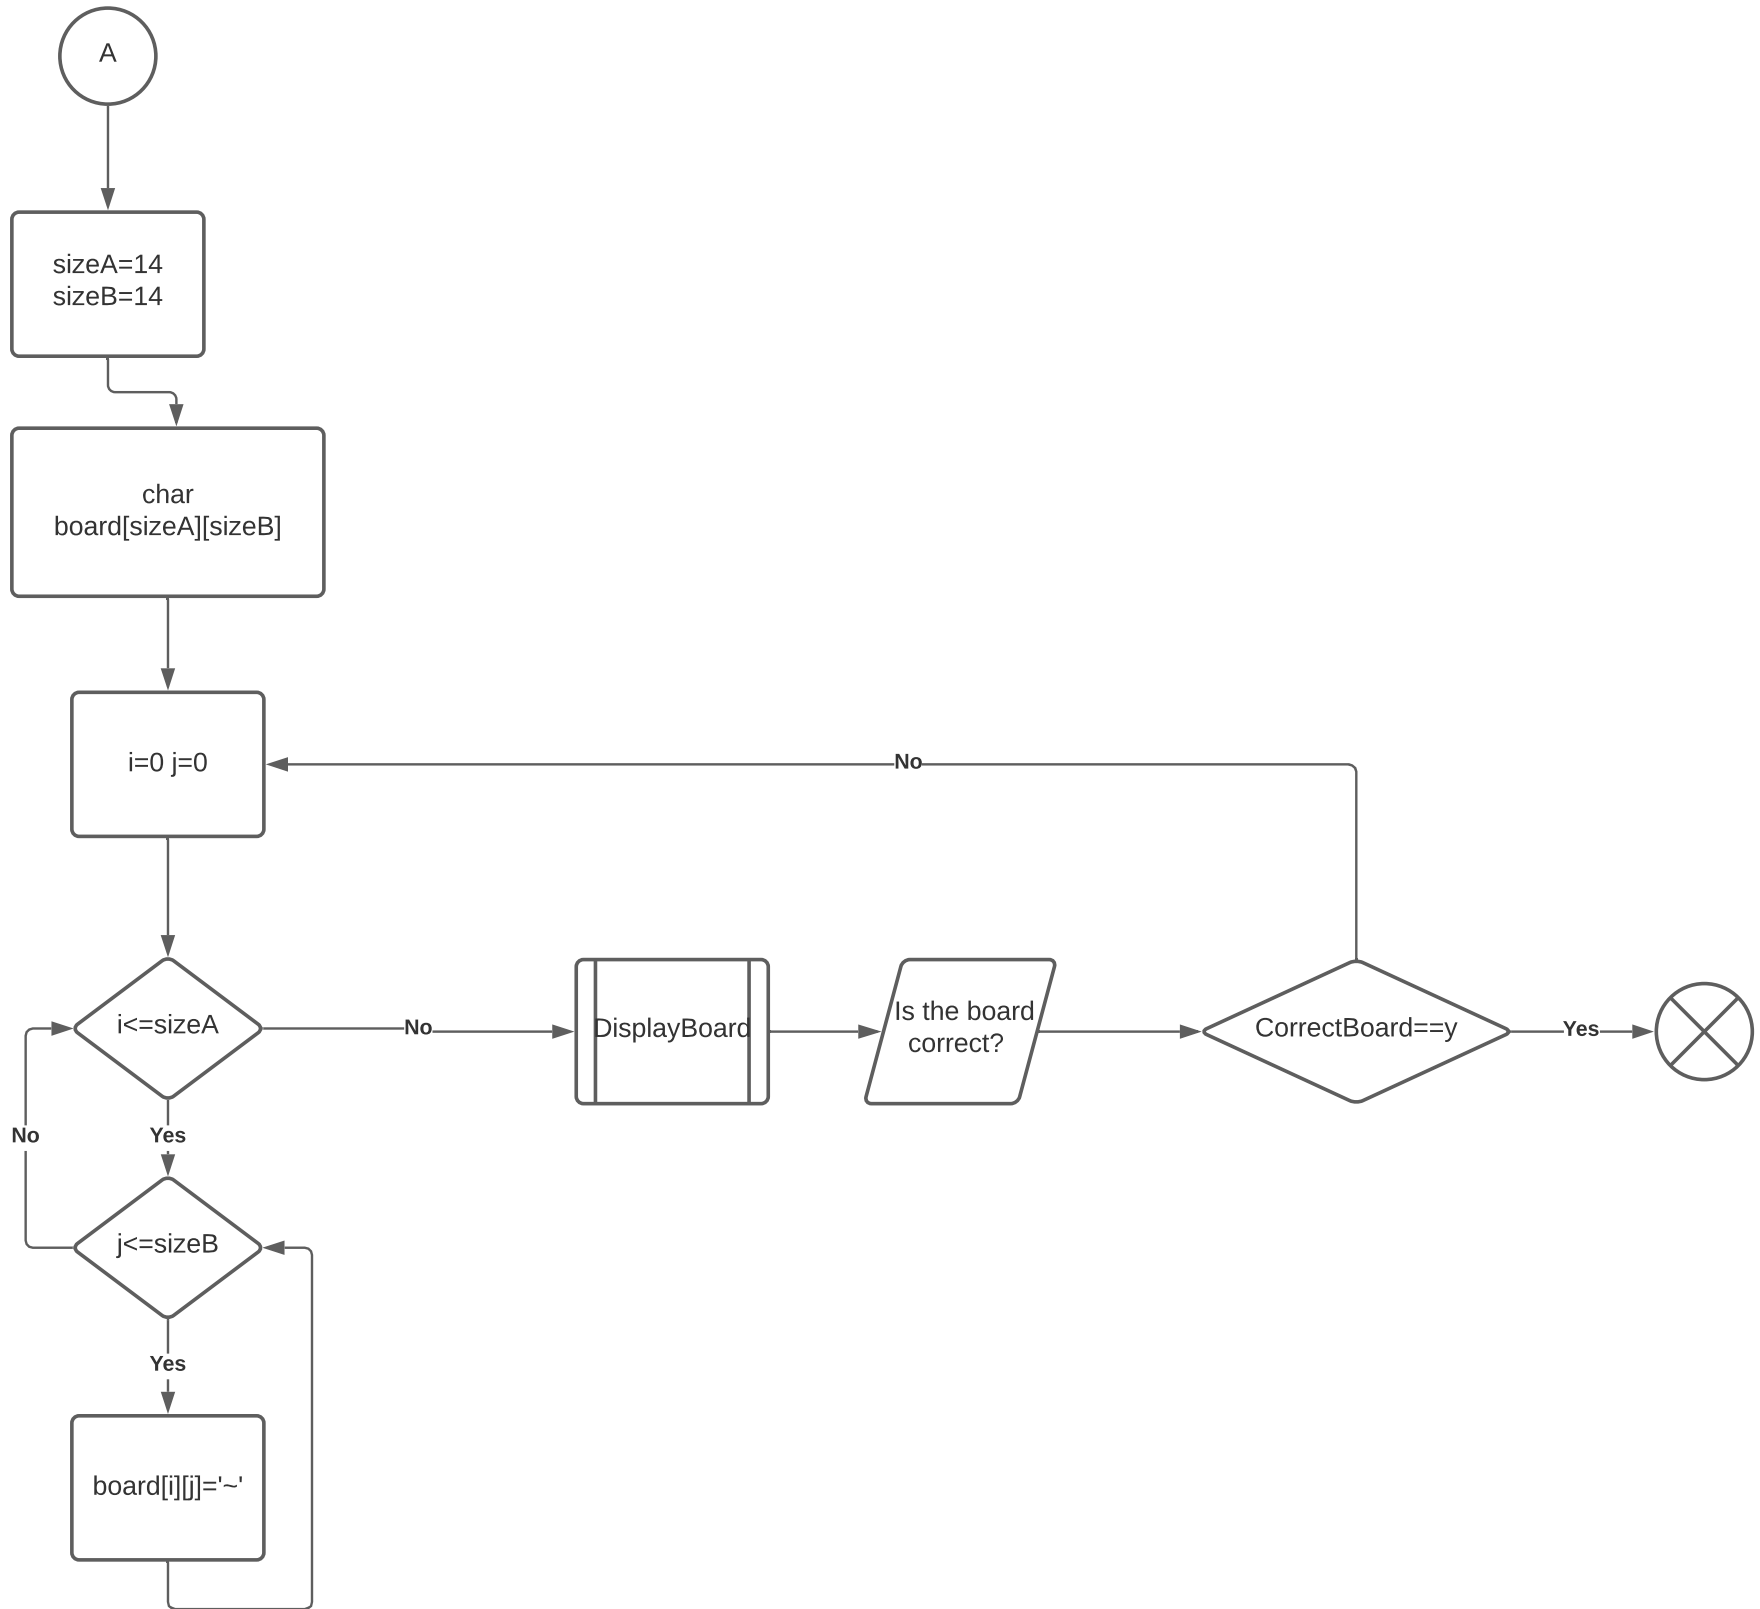 A
sizeA=14
sizeB=14
char
board[sizeA][sizeB]
i=0 j=0
No
i<=sizeA
No
DisplayBoard
Is the board
correct?
CorrectBoard==y
Yes
No
Yes
j<=sizeB
Yes
board[i][j]='~'